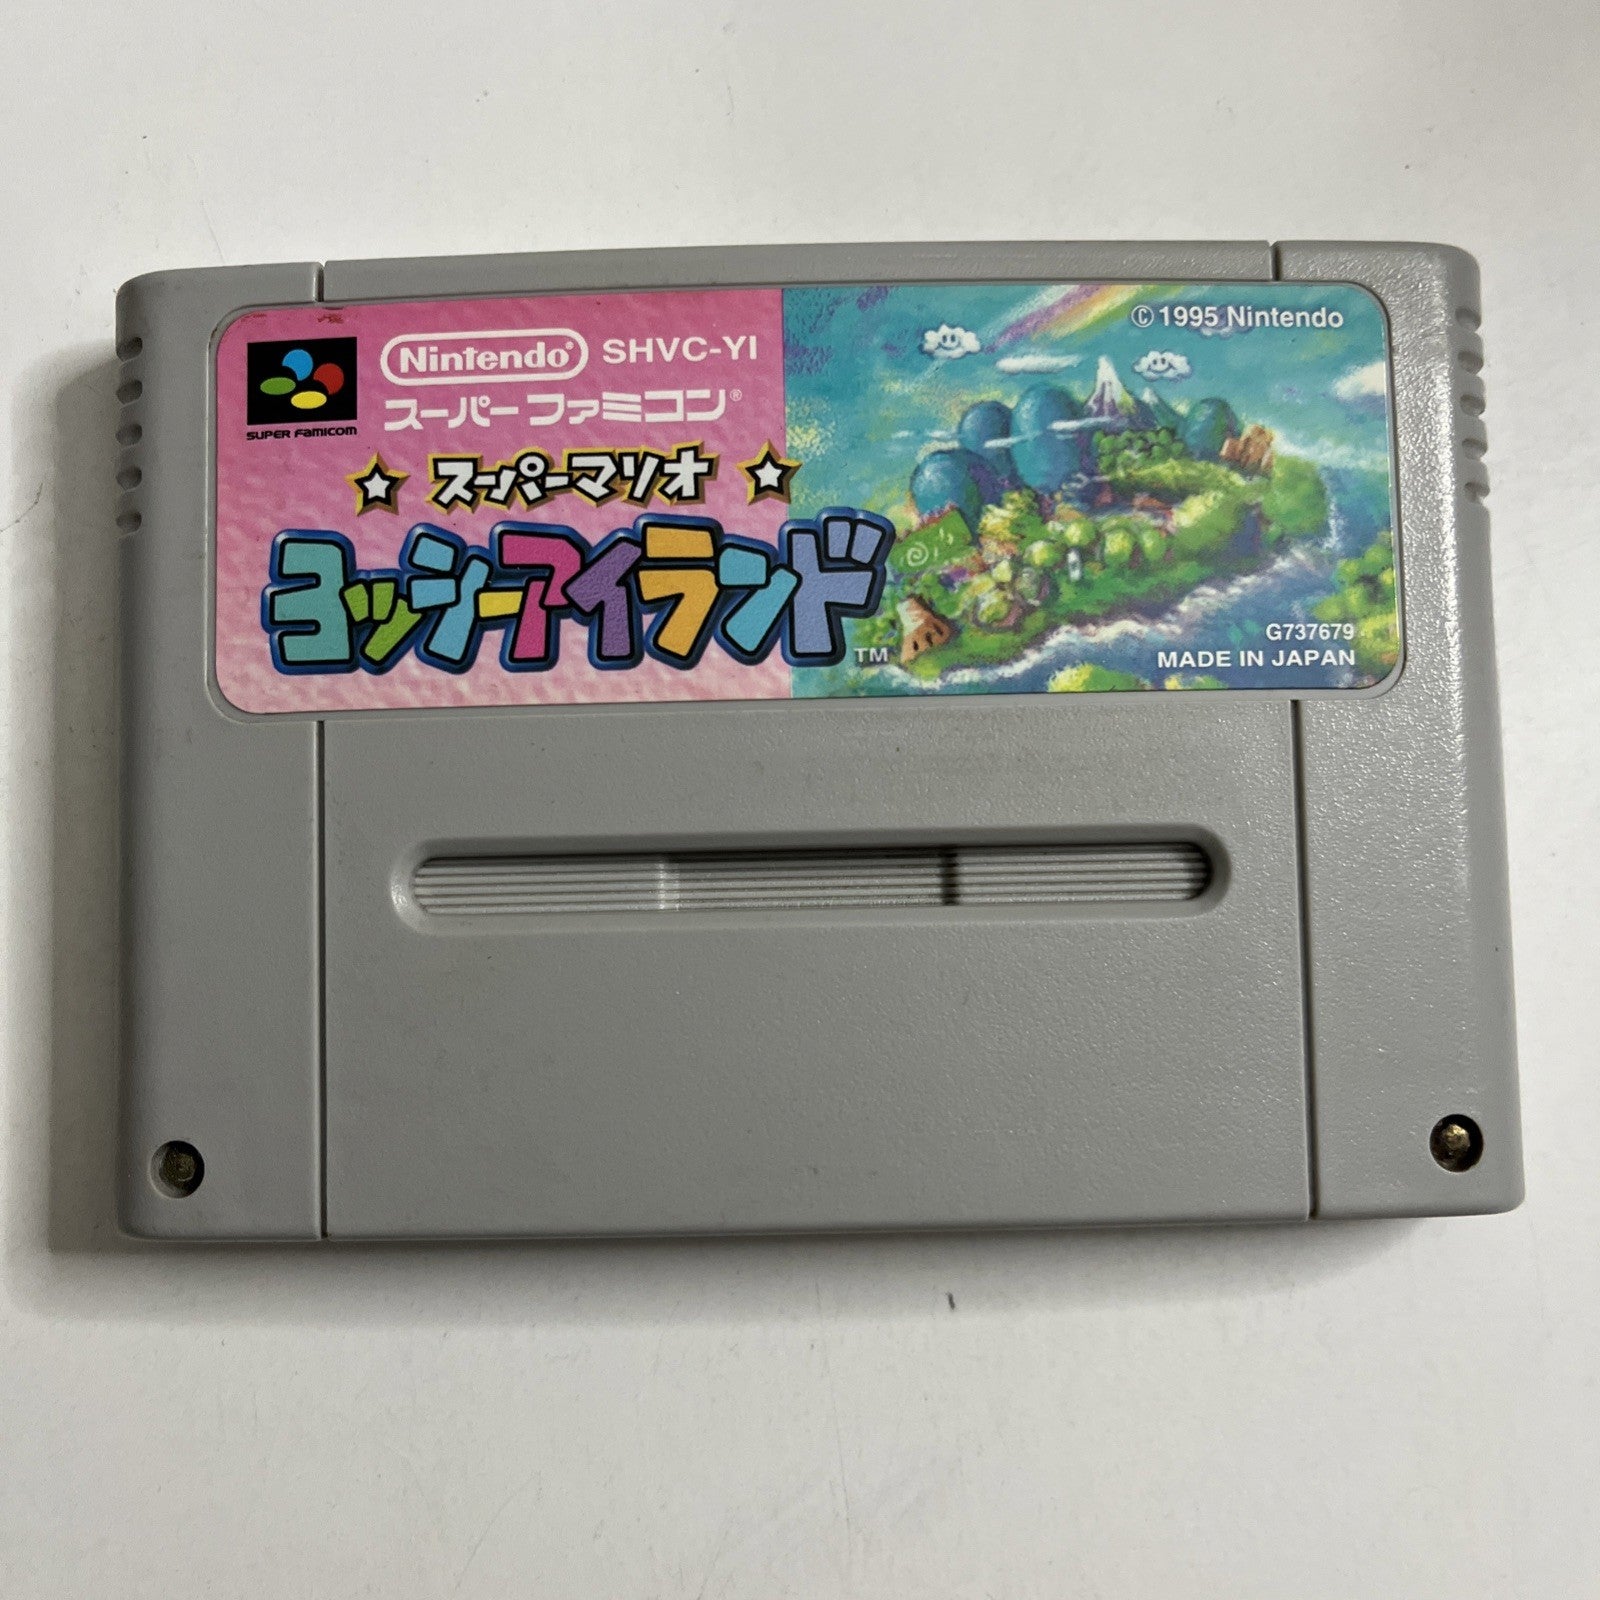 Nintendo® SHVC-YI
スーパーファミコン®
SUPER FAMICOM
スーパーマリオ
ヨッシーアイランド
TM
© 1995 Nintendo
G737679
MADE IN JAPAN